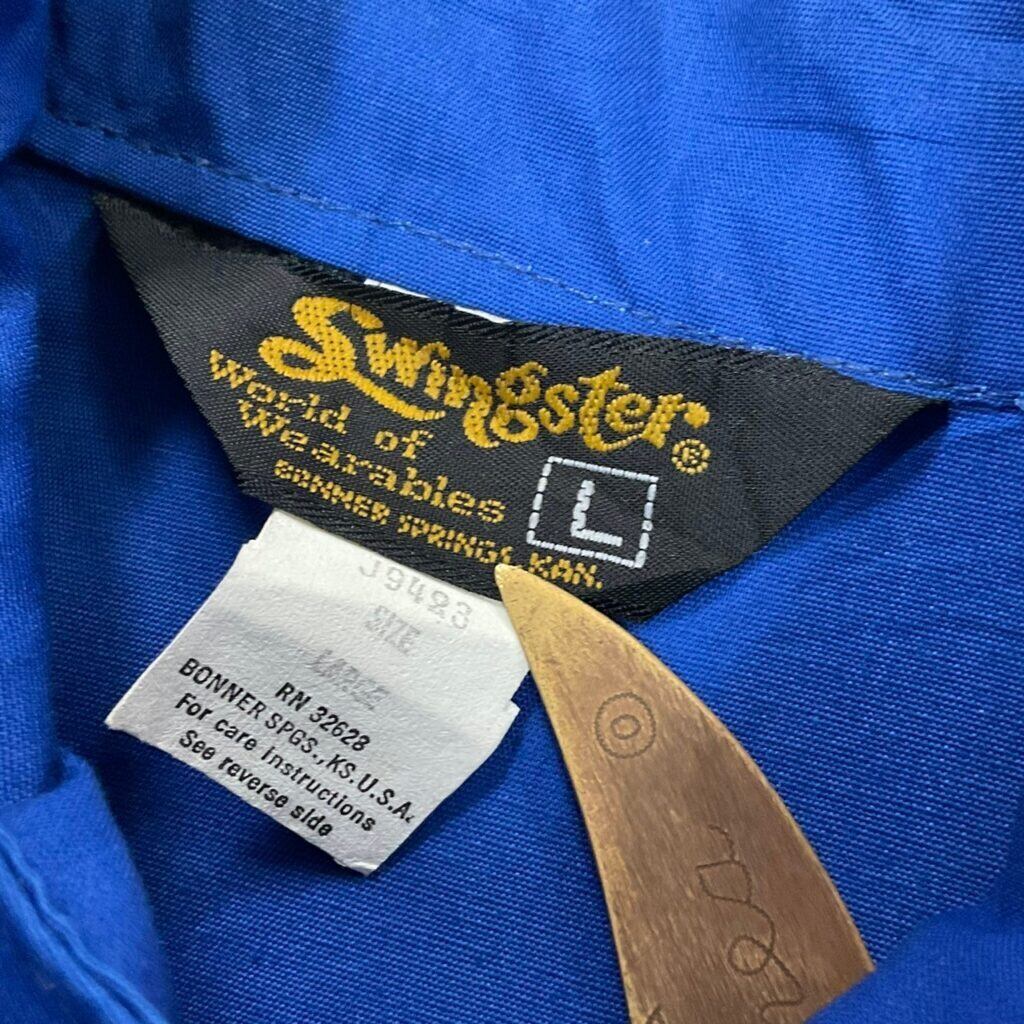 Swingster®
World of
Wearables
BONNER SPRINGS, KAN.
L
J9423
SIZE
LARGE
RN 32628
BONNER SPGS., KS. U.S.A.
For care instructions
See reverse side